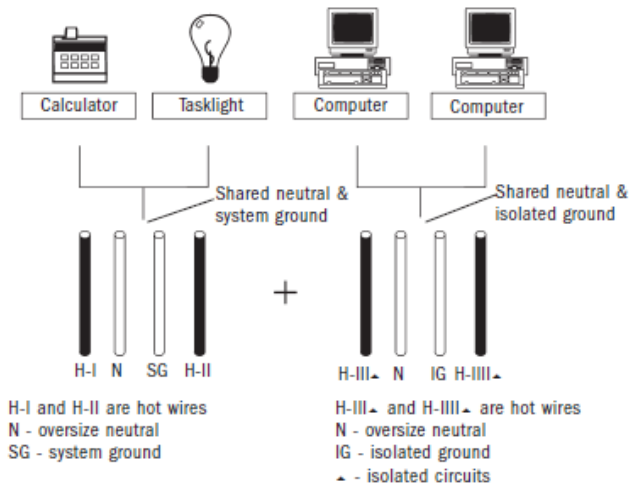 Calculator
Tasklight
Computer
Computer
Shared neutral &
system ground
Shared neutral &
isolated ground
+
H-I N SG H-II
H-III▲ N IG H-IIII▲
H-I and H-II are hot wires
N - oversize neutral
SG - system ground
H-III▲ and H-IIII▲ are hot wires
N - oversize neutral
IG - isolated ground
▲ - isolated circuits